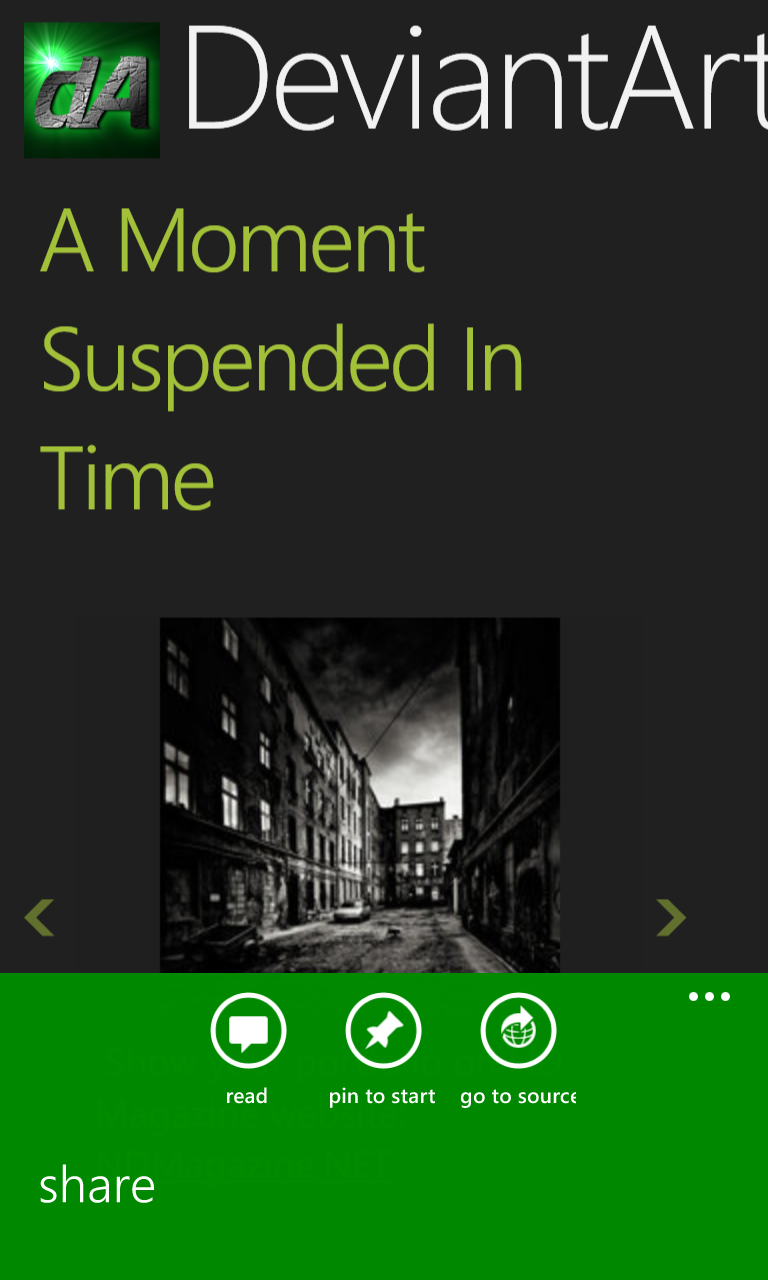 dA
DeviantArt
A Moment
Suspended In
Time
read
pin to start
go to source
share